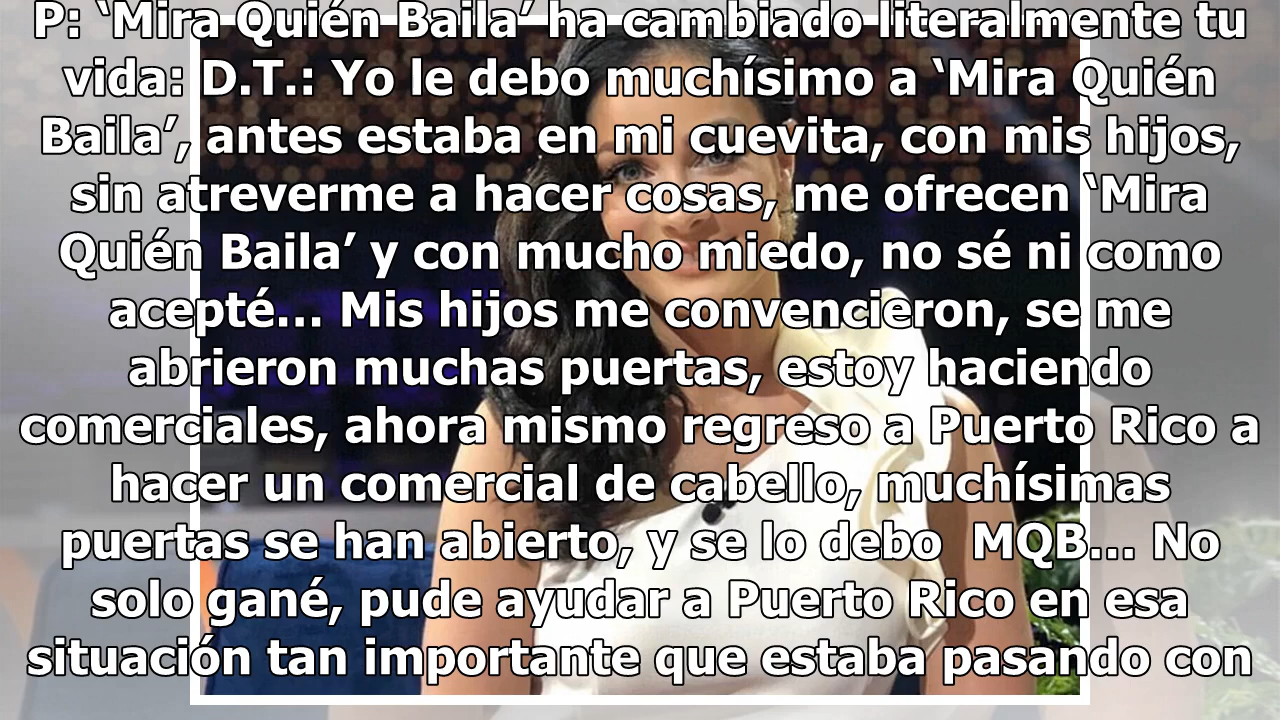 P: ‘Mira Quién Baila’ ha cambiado literalmente tu
vida: D.T.: Yo le debo muchísimo a ‘Mira Quién
Baila’, antes estaba en mi cuevita, con mis hijos,
sin atreverme a hacer cosas, me ofrecen ‘Mira
Quién Baila’ y con mucho miedo, no sé ni como
acepté... Mis hijos me convencieron, se me
abrieron muchas puertas, estoy haciendo
comerciales, ahora mismo regreso a Puerto Rico a
hacer un comercial de cabello, muchísimas
puertas se han abierto, y se lo debo  MQB... No
solo gané, pude ayudar a Puerto Rico en esa
situación tan importante que estaba pasando con